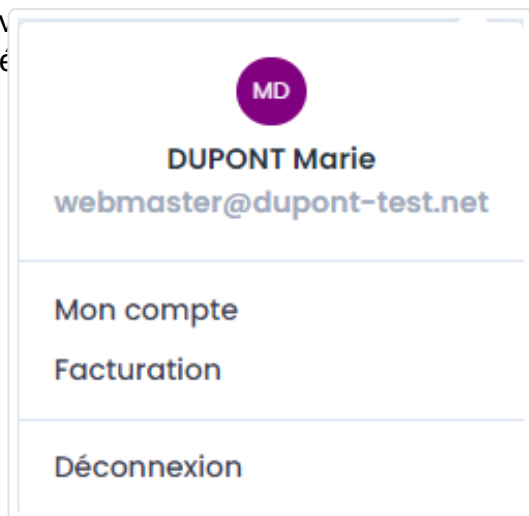 MD
DUPONT Marie
webmaster@dupont-test.net
Mon compte
Facturation
Déconnexion